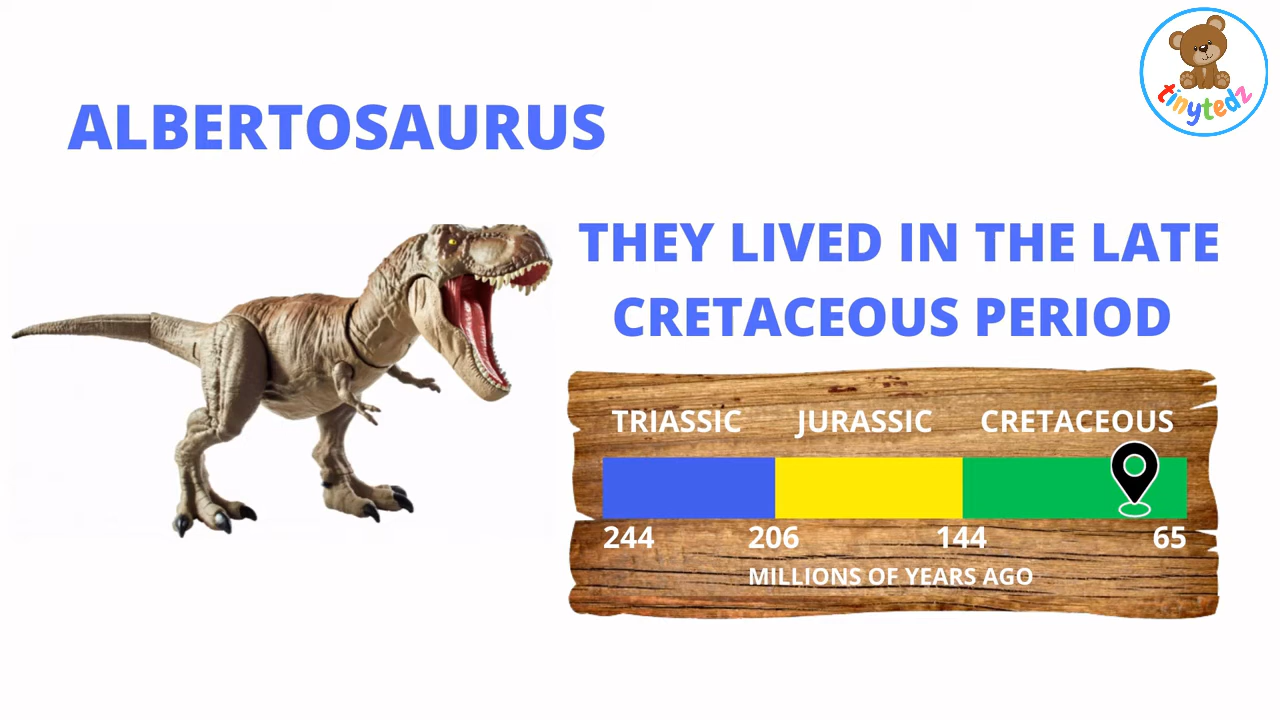 tinytedz
ALBERTOSAURUS
THEY LIVED IN THE LATE
CRETACEOUS PERIOD
TRIASSIC JURASSIC CRETACEOUS
244 206 144 65
MILLIONS OF YEARS AGO